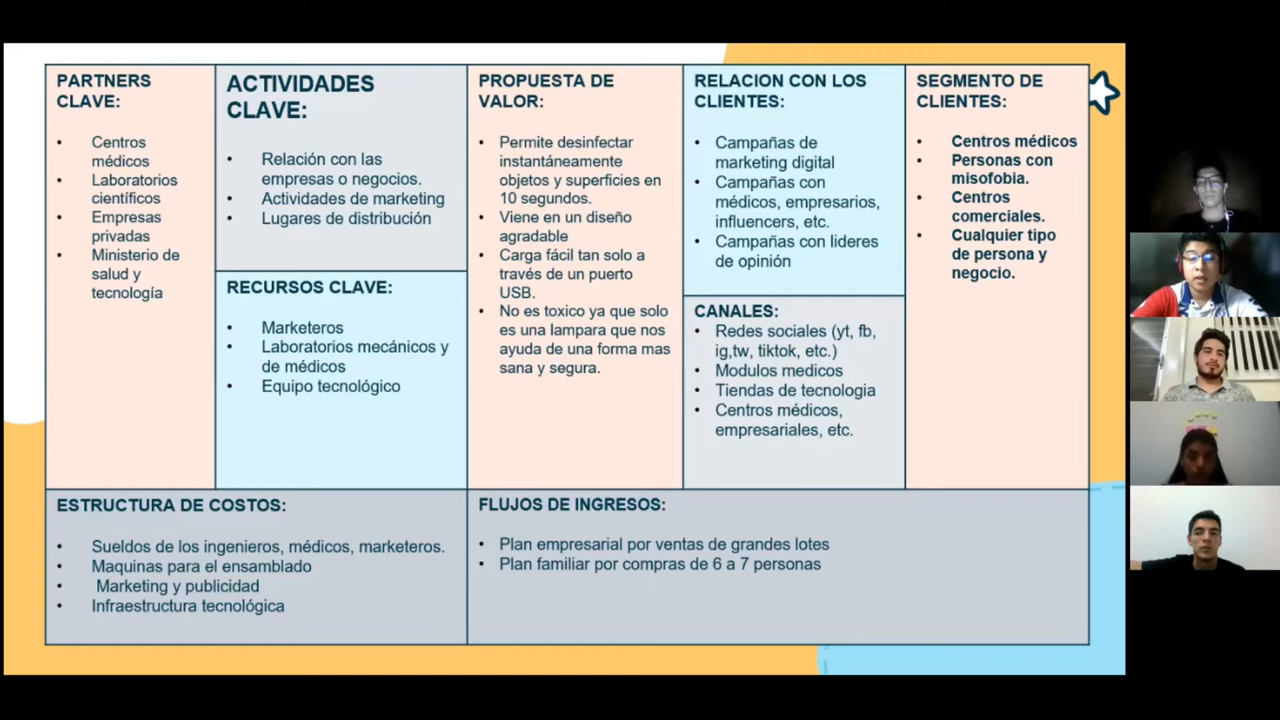 PARTNERS
CLAVE:
• Centros
médicos
• Laboratorios
científicos
• Empresas
privadas
• Ministerio de
salud y
tecnología
ACTIVIDADES
CLAVE:
• Relación con las
empresas o negocios.
• Actividades de marketing
• Lugares de distribución
RECURSOS CLAVE:
• Marketeros
• Laboratorios mecánicos y
de médicos
• Equipo tecnológico
PROPUESTA DE
VALOR:
• Permite desinfectar
instantáneamente
objetos y superficies en
10 segundos.
• Viene en un diseño
agradable
• Carga fácil tan solo a
través de un puerto
USB.
• No es toxico ya que solo
es una lampara que nos
ayuda de una forma mas
sana y segura.
RELACION CON LOS
CLIENTES:
• Campañas de
marketing digital
• Campañas con
médicos, empresarios,
influencers, etc.
• Campañas con lideres
de opinión
CANALES:
• Redes sociales (yt, fb,
ig,tw, tiktok, etc.)
• Modulos medicos
• Tiendas de tecnologia
• Centros médicos,
empresariales, etc.
SEGMENTO DE
CLIENTES:
• Centros médicos
• Personas con
misofobia.
• Centros
comerciales.
• Cualquier tipo
de persona y
negocio.
ESTRUCTURA DE COSTOS:
• Sueldos de los ingenieros, médicos, marketeros.
• Maquinas para el ensamblado
• Marketing y publicidad
• Infraestructura tecnológica
FLUJOS DE INGRESOS:
• Plan empresarial por ventas de grandes lotes
• Plan familiar por compras de 6 a 7 personas